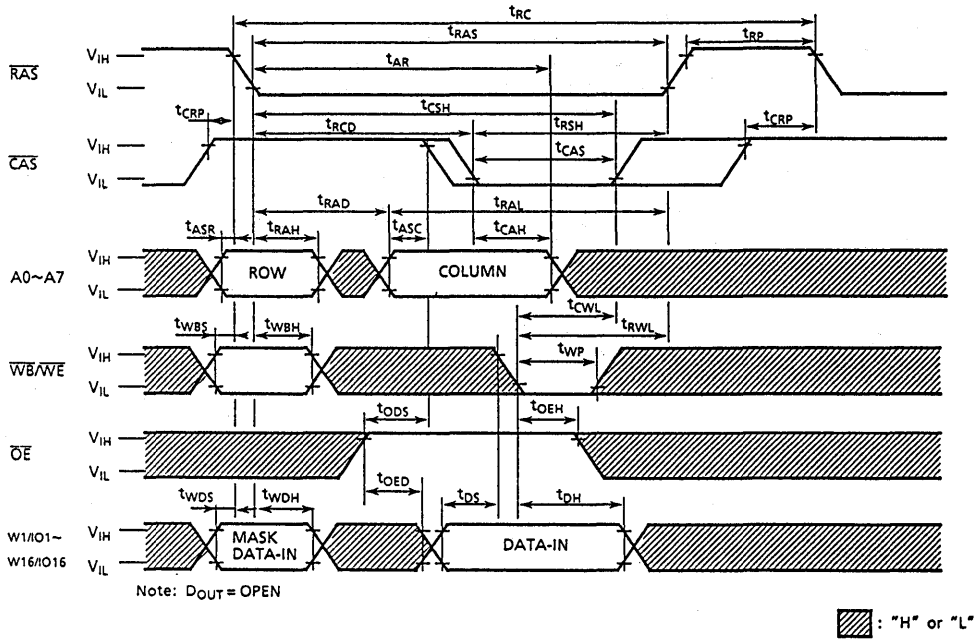 tRC
tRAS
tRP
tAR
RAS
VIH
VIL
tCRP
tCSH
tRCD
tRSH
tCRP
tCAS
CAS
VIH
VIL
tRAD
tRAL
tASR
tRAH
tASC
tCAH
A0~A7
VIH
VIL
ROW
COLUMN
tCWL
tRWL
tWBS
tWBH
tWP
WB/WE
VIH
VIL
tODS
tOEH
OE
VIH
VIL
tOED
tWDS
tWDH
tDS
tDH
W1/IO1~
W16/IO16
VIH
VIL
MASK
DATA-IN
DATA-IN
Note: DOUT = OPEN
: "H" or "L"